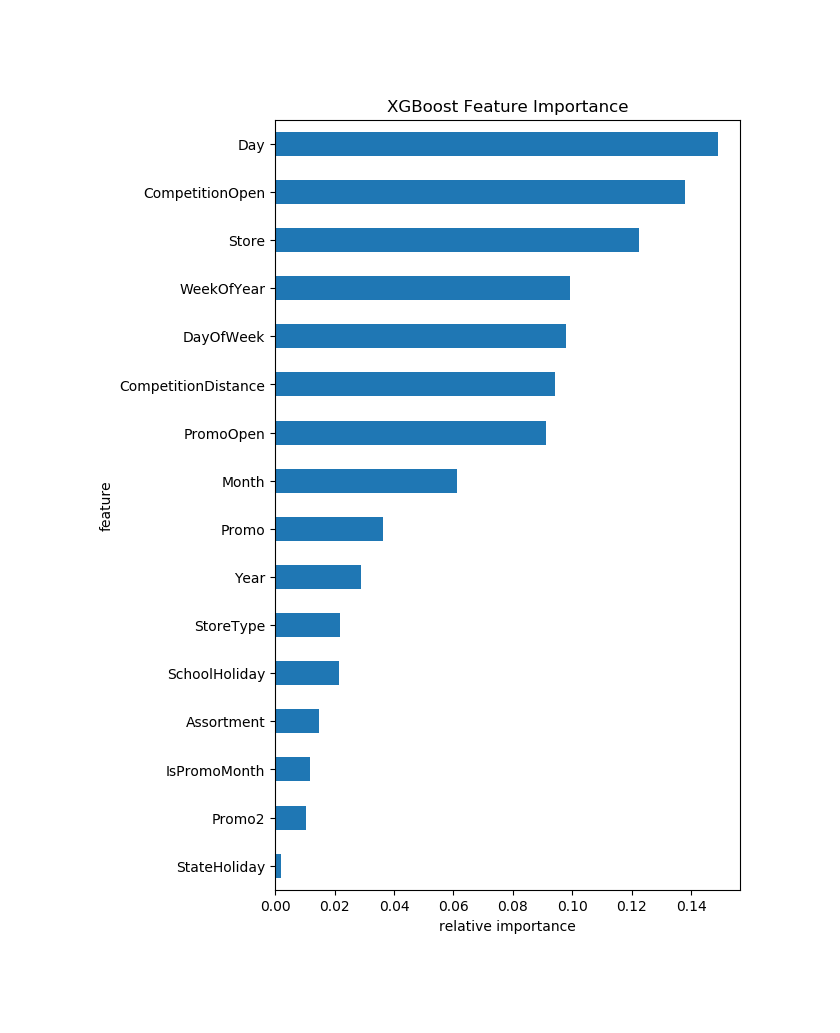 XGBoost Feature Importance
Day
CompetitionOpen
Store
WeekOfYear
DayOfWeek
CompetitionDistance
PromoOpen
Month
Promo
Year
StoreType
SchoolHoliday
Assortment
IsPromoMonth
Promo2
StateHoliday
feature
0.00 0.02 0.04 0.06 0.08 0.10 0.12 0.14
relative importance